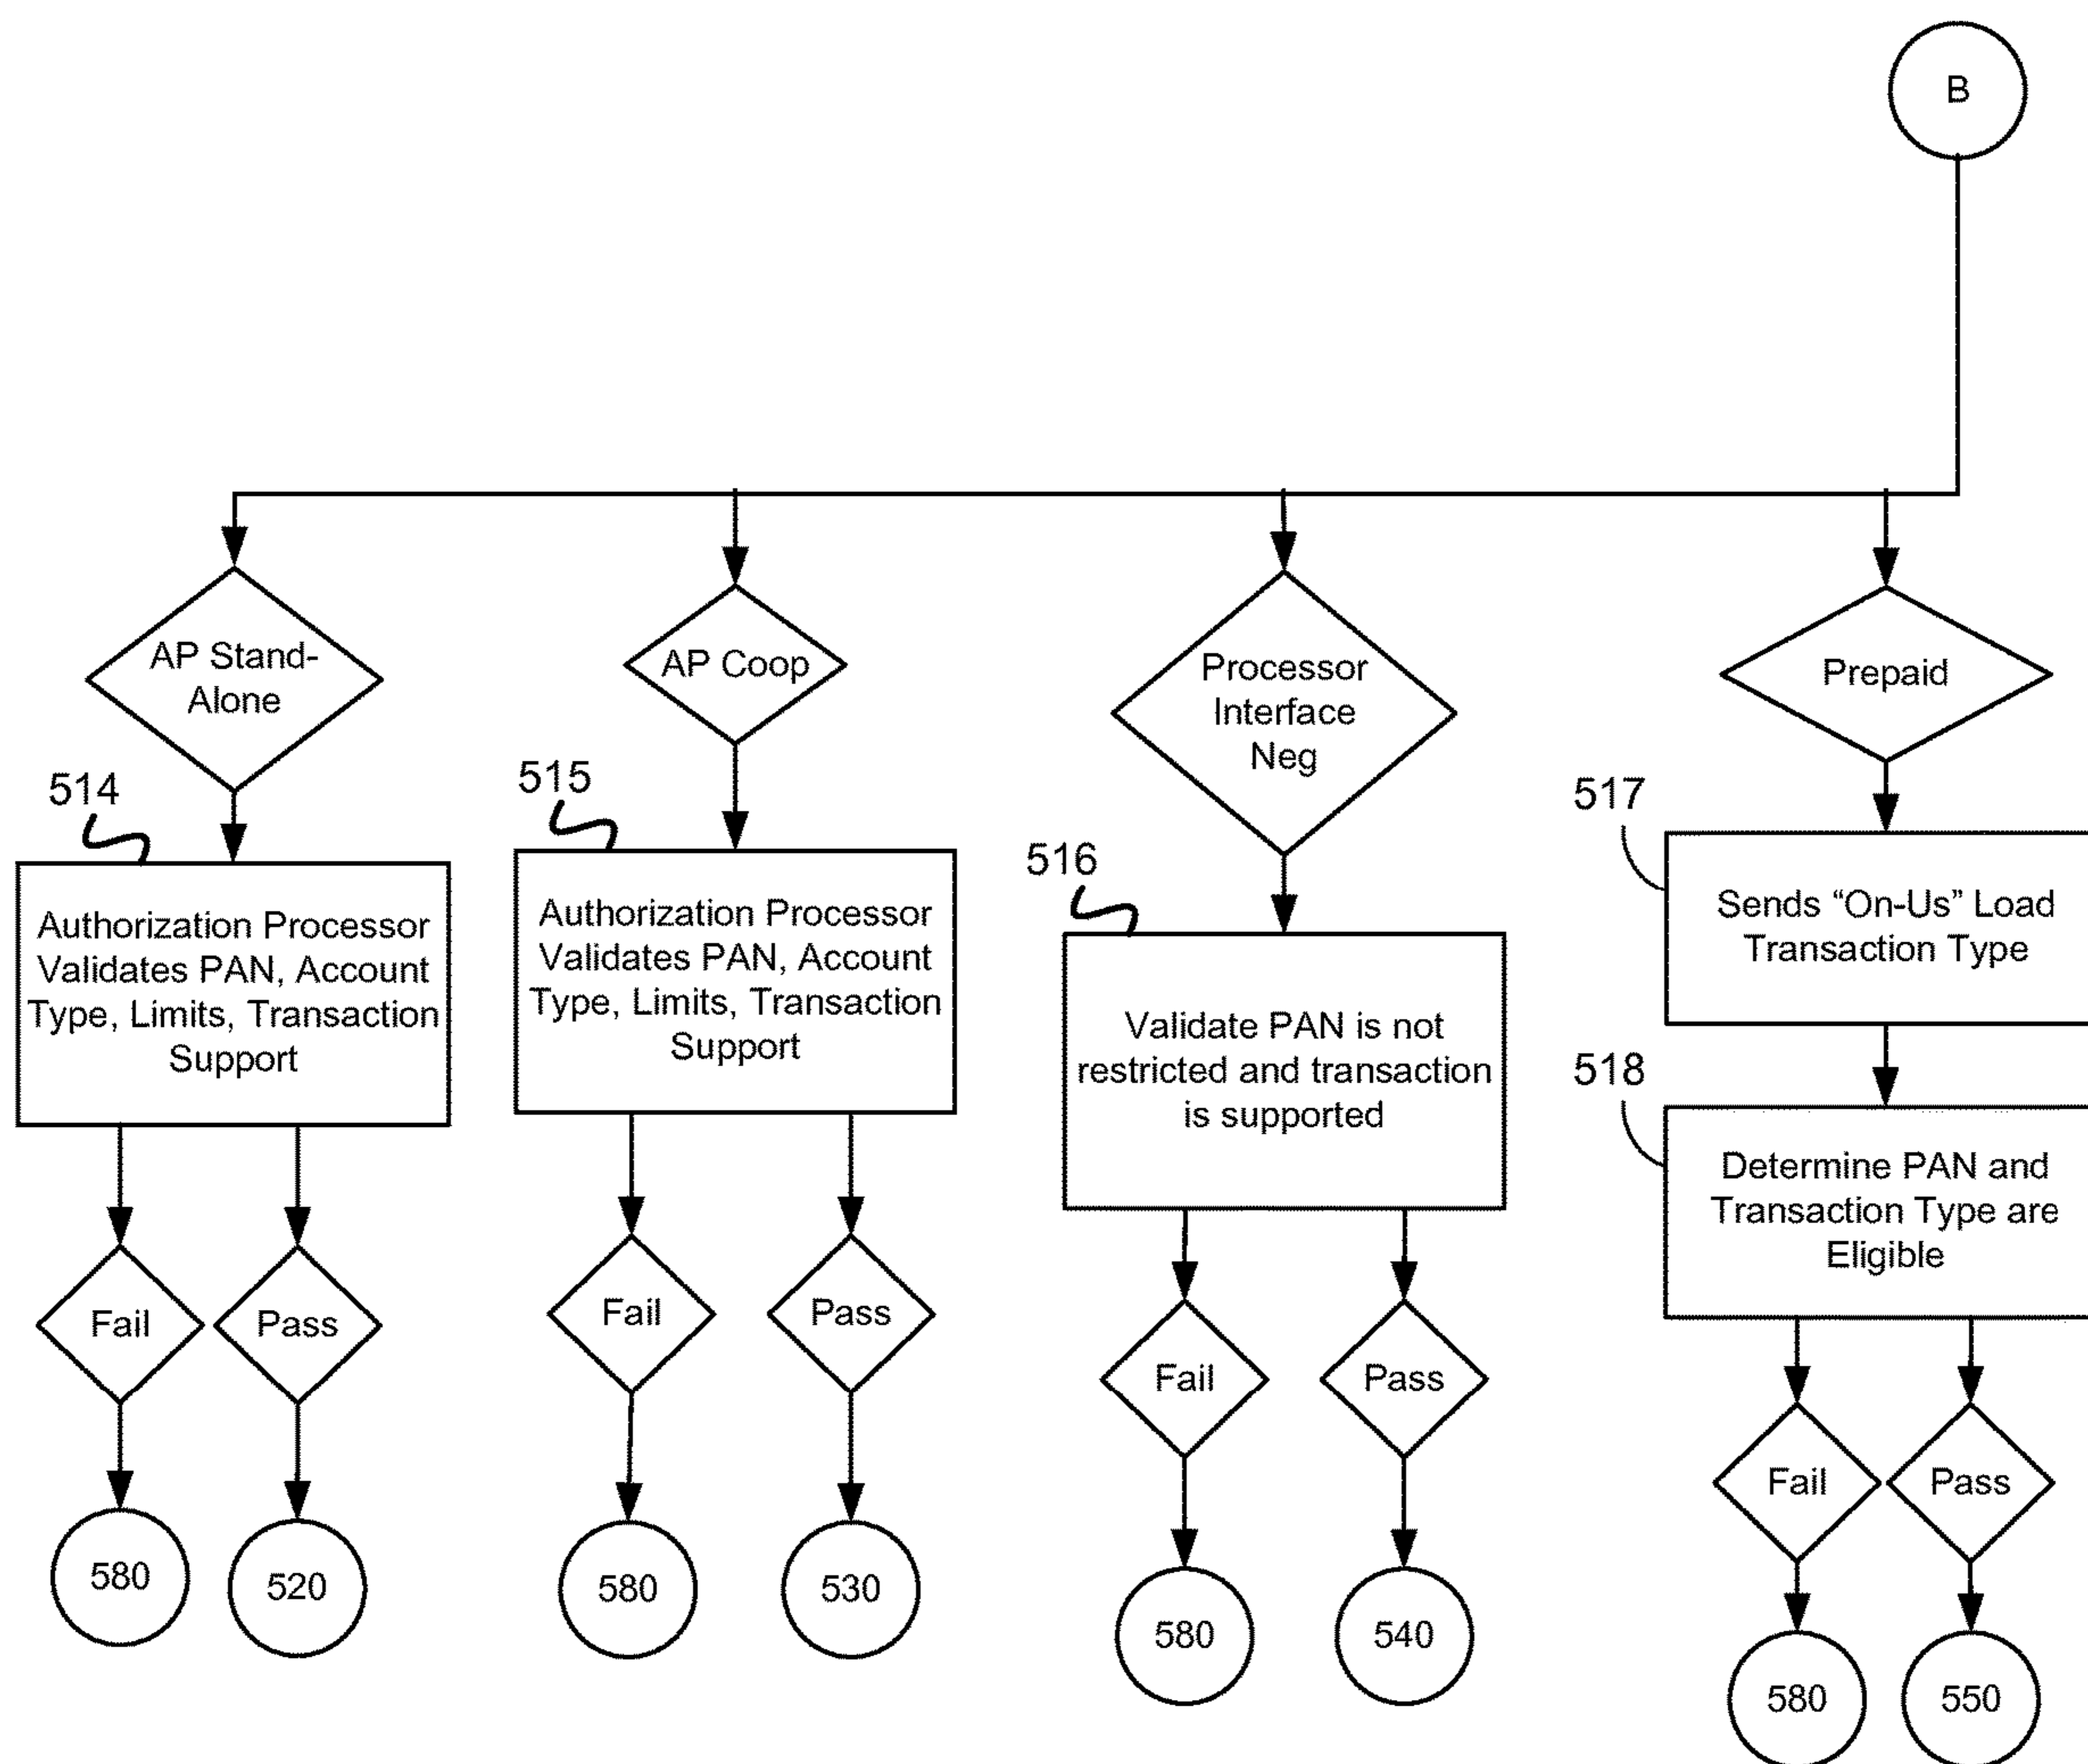 B
AP Stand-
Alone
AP Coop
Processor
Interface
Neg
Prepaid
514
Authorization Processor
Validates PAN, Account
Type, Limits, Transaction
Support
515
Authorization Processor
Validates PAN, Account
Type, Limits, Transaction
Support
516
Validate PAN is not
restricted and transaction
is supported
517
Sends “On-Us” Load
Transaction Type
518
Determine PAN and
Transaction Type are
Eligible
Fail
Pass
Fail
Pass
Fail
Pass
Fail
Pass
580
520
580
530
580
540
580
550